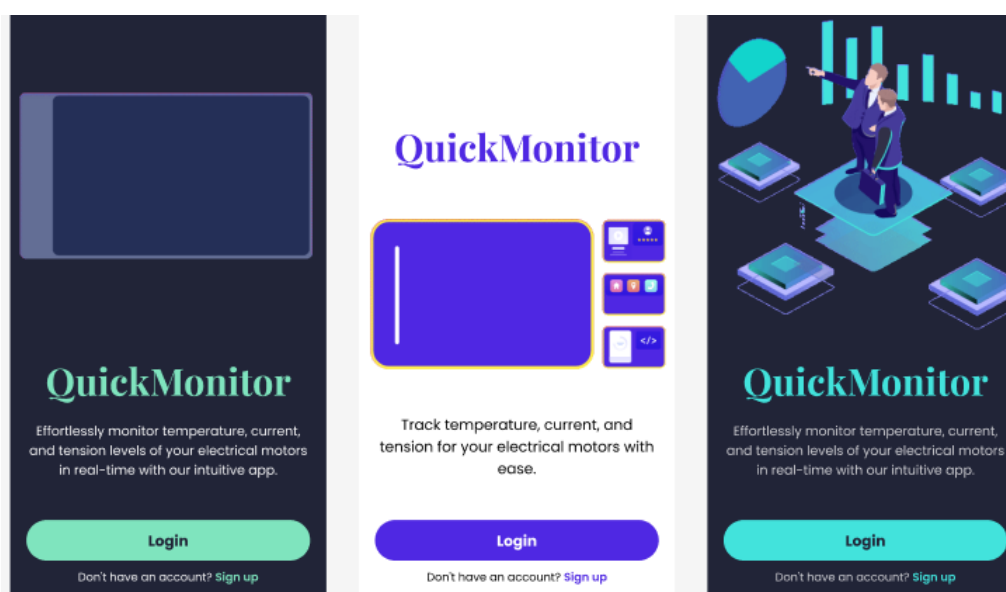 QuickMonitor
Effortlessly monitor temperature, current,
and tension levels of your electrical motors
in real-time with our intuitive app.
Login
Don't have an account? Sign up
QuickMonitor
</>
Track temperature, current, and
tension for your electrical motors with
ease.
Login
Don't have an account? Sign up
QuickMonitor
Effortlessly monitor temperature, current,
and tension levels of your electrical motors
in real-time with our intuitive app.
Login
Don't have an account? Sign up